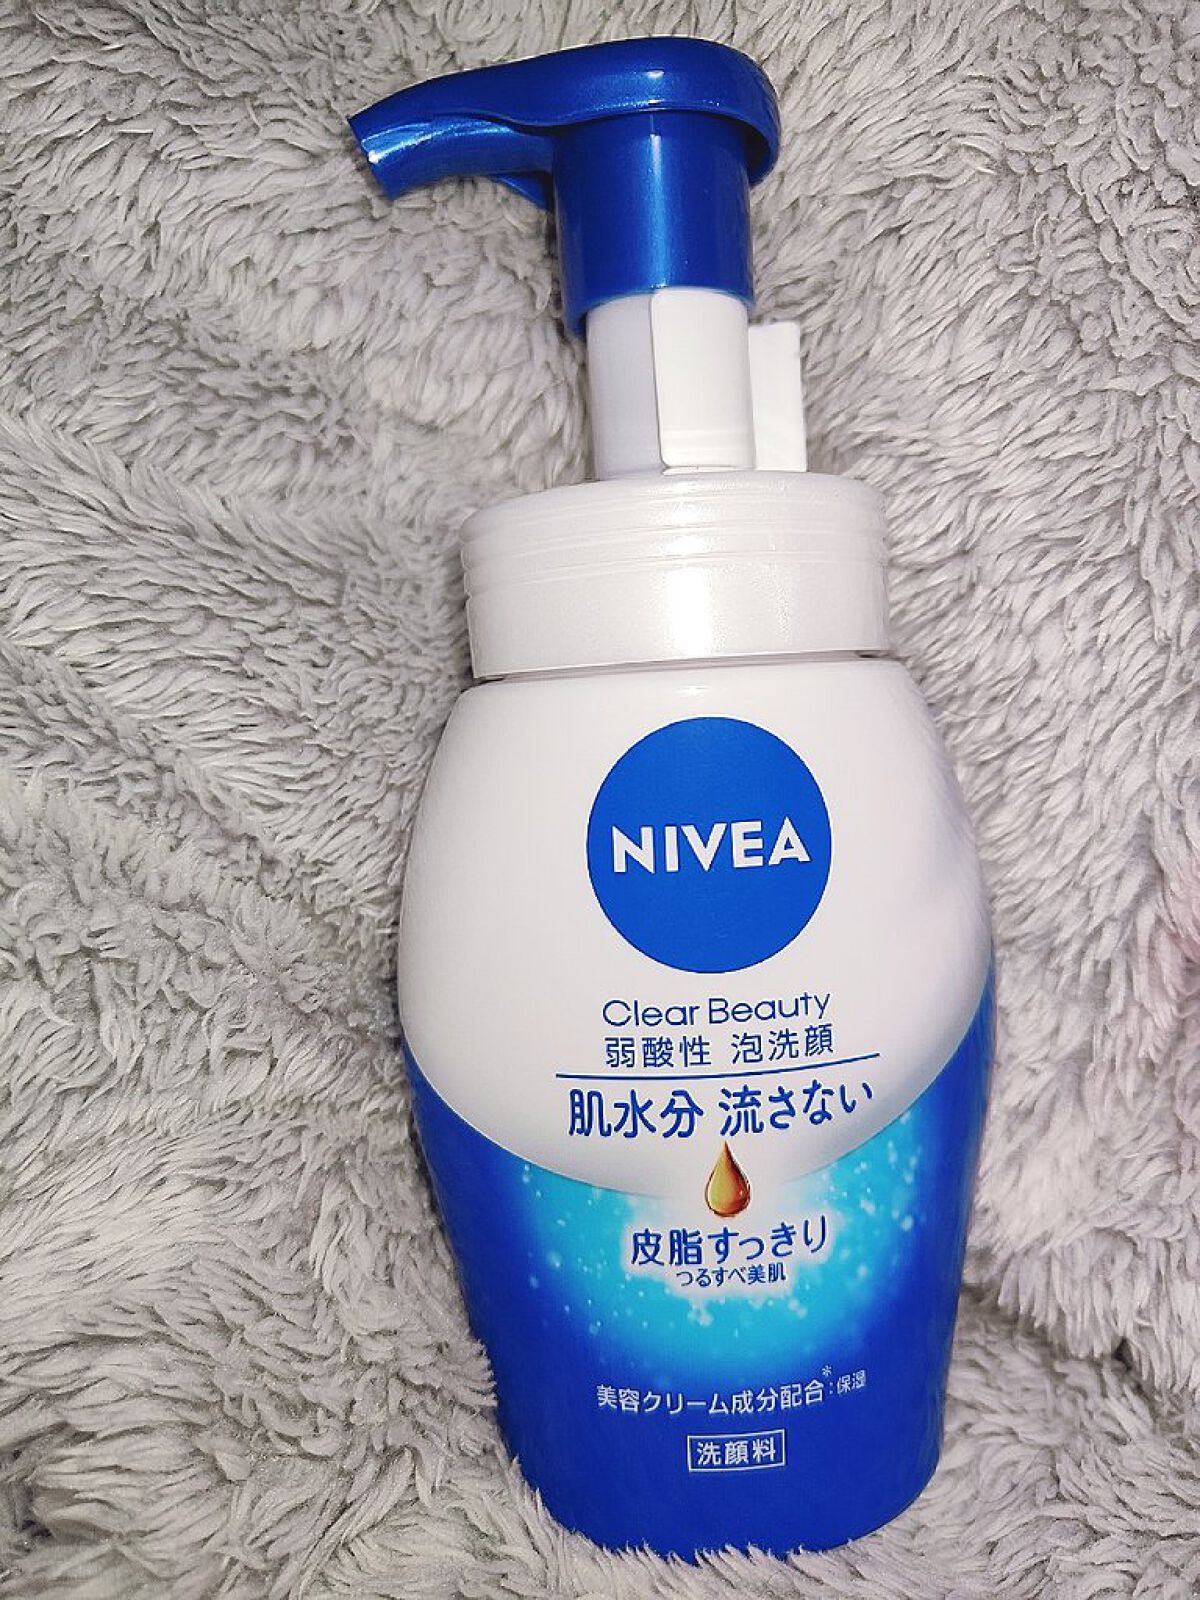 NIVEA
Clear Beauty
弱酸性 泡洗顔
肌水分 流さない
皮脂すっきり
つるすべ美肌
美容クリーム成分配合*:保湿
洗顔料